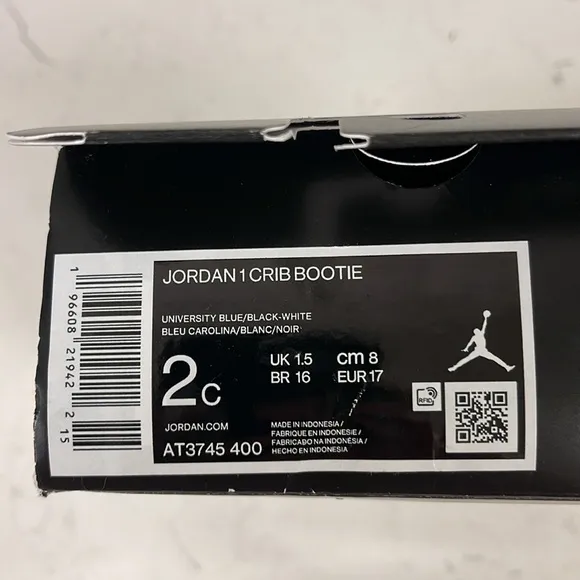 JORDAN 1 CRIB BOOTIE
UNIVERSITY BLUE/BLACK-WHITE
BLEU CAROLINA/BLANC/NOIR
2C
UK 1.5 cm 8
BR 16 EUR 17
RFID
JORDAN.COM
AT3745 400
MADE IN INDONESIA /
FABRIQUE EN INDONESIE /
FABRICADO NA INDONÉSIA /
HECHO EN INDONESIA
1 96608 21942 2 15